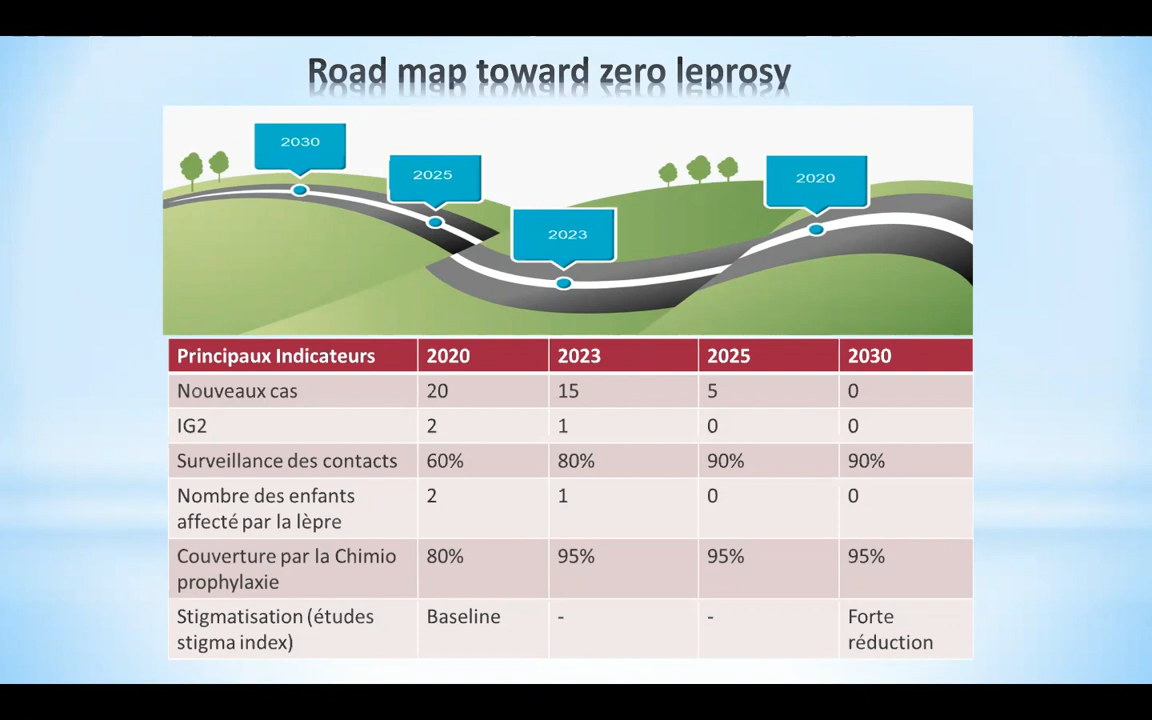 Road map toward zero leprosy
2030
2025
2023
2020
Principaux Indicateurs 2020 2023 2025 2030
Nouveaux cas 20 15 5 0
IG2 2 1 0 0
Surveillance des contacts 60% 80% 90% 90%
Nombre des enfants 2 1 0 0
affecté par la lèpre
Couverture par la Chimio 80% 95% 95% 95%
prophylaxie
Stigmatisation (études Baseline - - Forte
stigma index) réduction